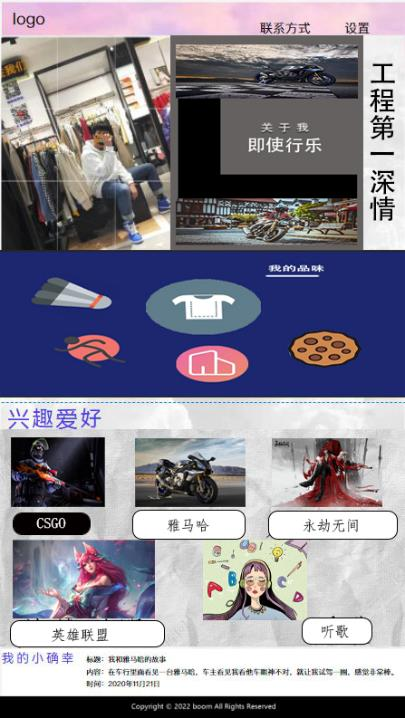 logo
联系方式
设置
关于我
即使行乐
工程第一深情
我的品味
兴趣爱好
CSGO
雅马哈
永劫无间
英雄联盟
听歌
我的小确幸
标题：我和雅马哈的故事
内容：在车行里面看见一台雅马哈，车主看见我看他车眼神不对，就让我试驾一圈，感觉非常棒。
时间：2020年11月21日
Copyright © 2022 boom All Rights Reserved